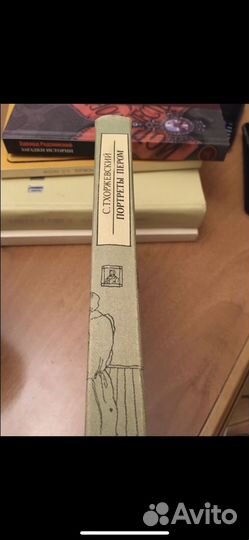 Эдвард Радзинский
ЗАГАДКИ ИСТОРИИ
С. ТХОРЖЕВСКИЙ
ПОРТРЕТЫ ПЕРОМ
Avito